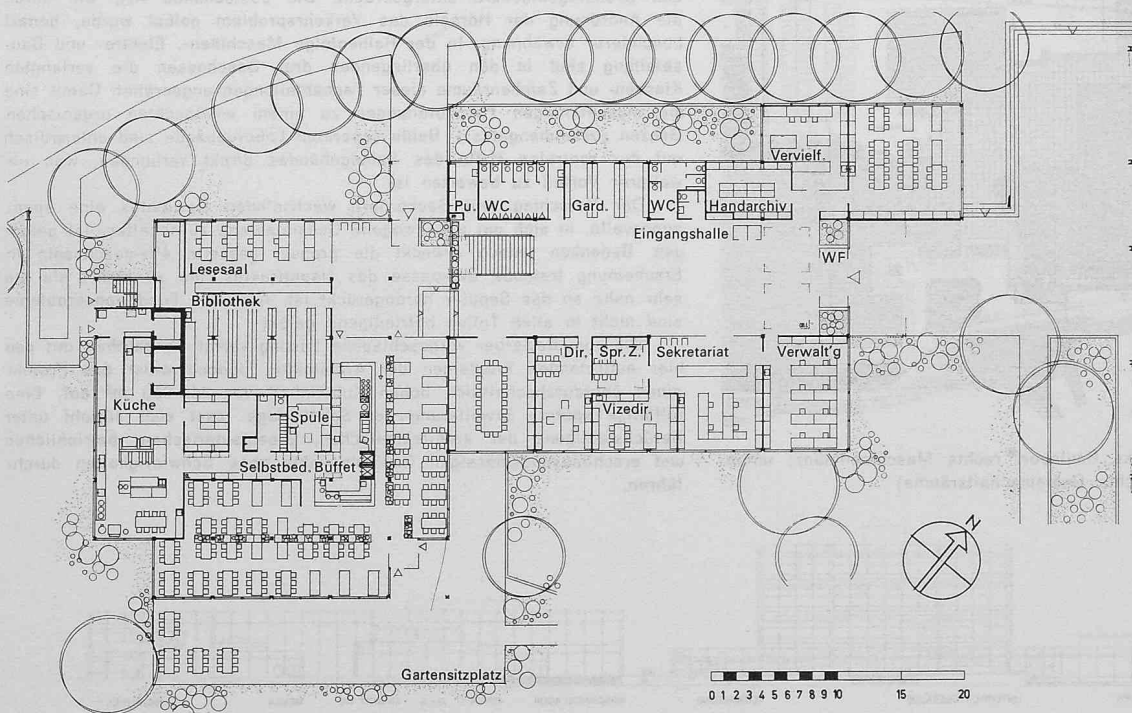 Vervielf.
Pu.
WC
Gard.
WC
Handarchiv
Eingangshalle
WF
Lesesaal
Bibliothek
Dir.
Spr. Z.
Sekretariat
Verwalt'g
Küche
Spüle
Vizedir.
Selbstbed. Büffet
N
Gartensitzplatz
0 1 2 3 4 5 6 7 8 9 10 15 20